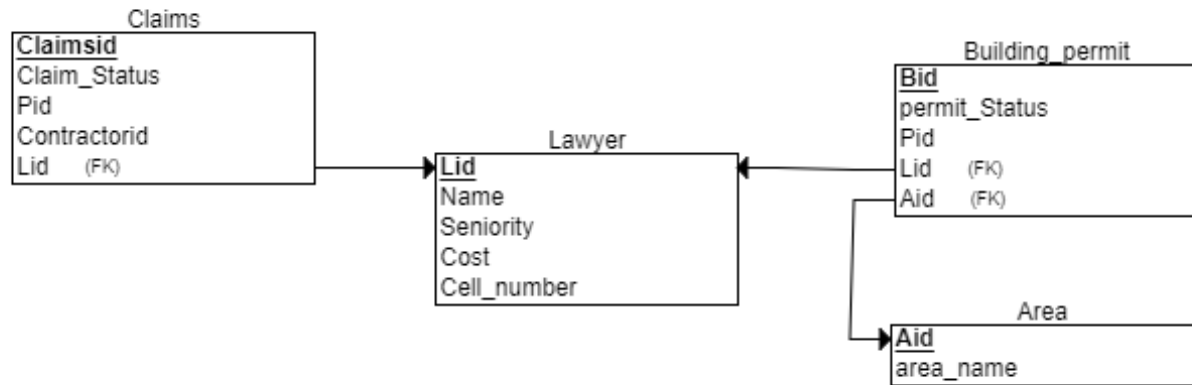 Claims
Claimsid
Claim_Status
Pid
Contractorid
Lid (FK)
Lawyer
Lid
Name
Seniority
Cost
Cell_number
Building_permit
Bid
permit_Status
Pid
Lid (FK)
Aid (FK)
Area
Aid
area_name